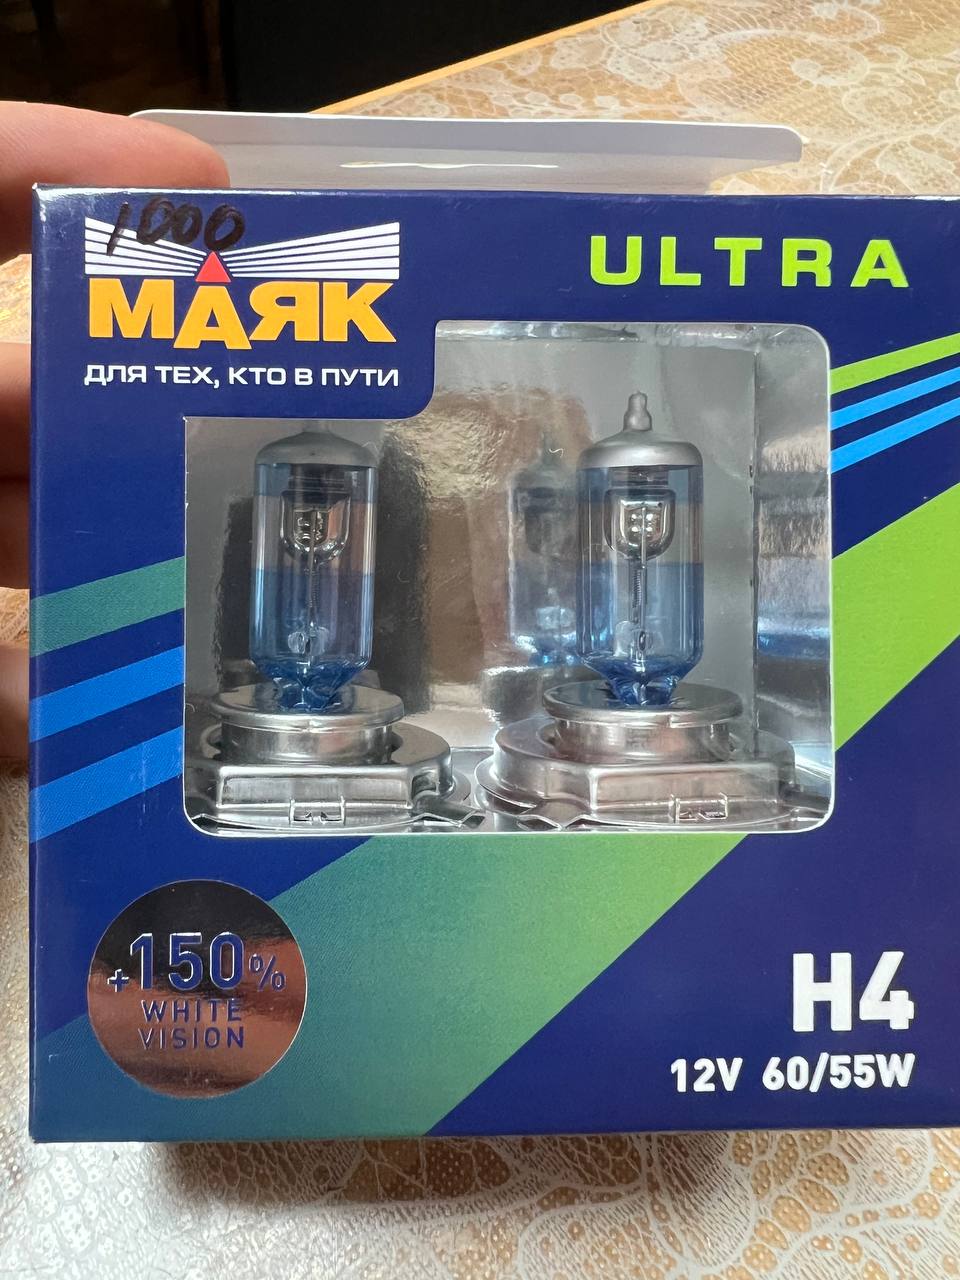 1000
МАЯК
ДЛЯ ТЕХ, КТО В ПУТИ
ULTRA
+150%
WHITE
VISION
H4
12V 60/55W